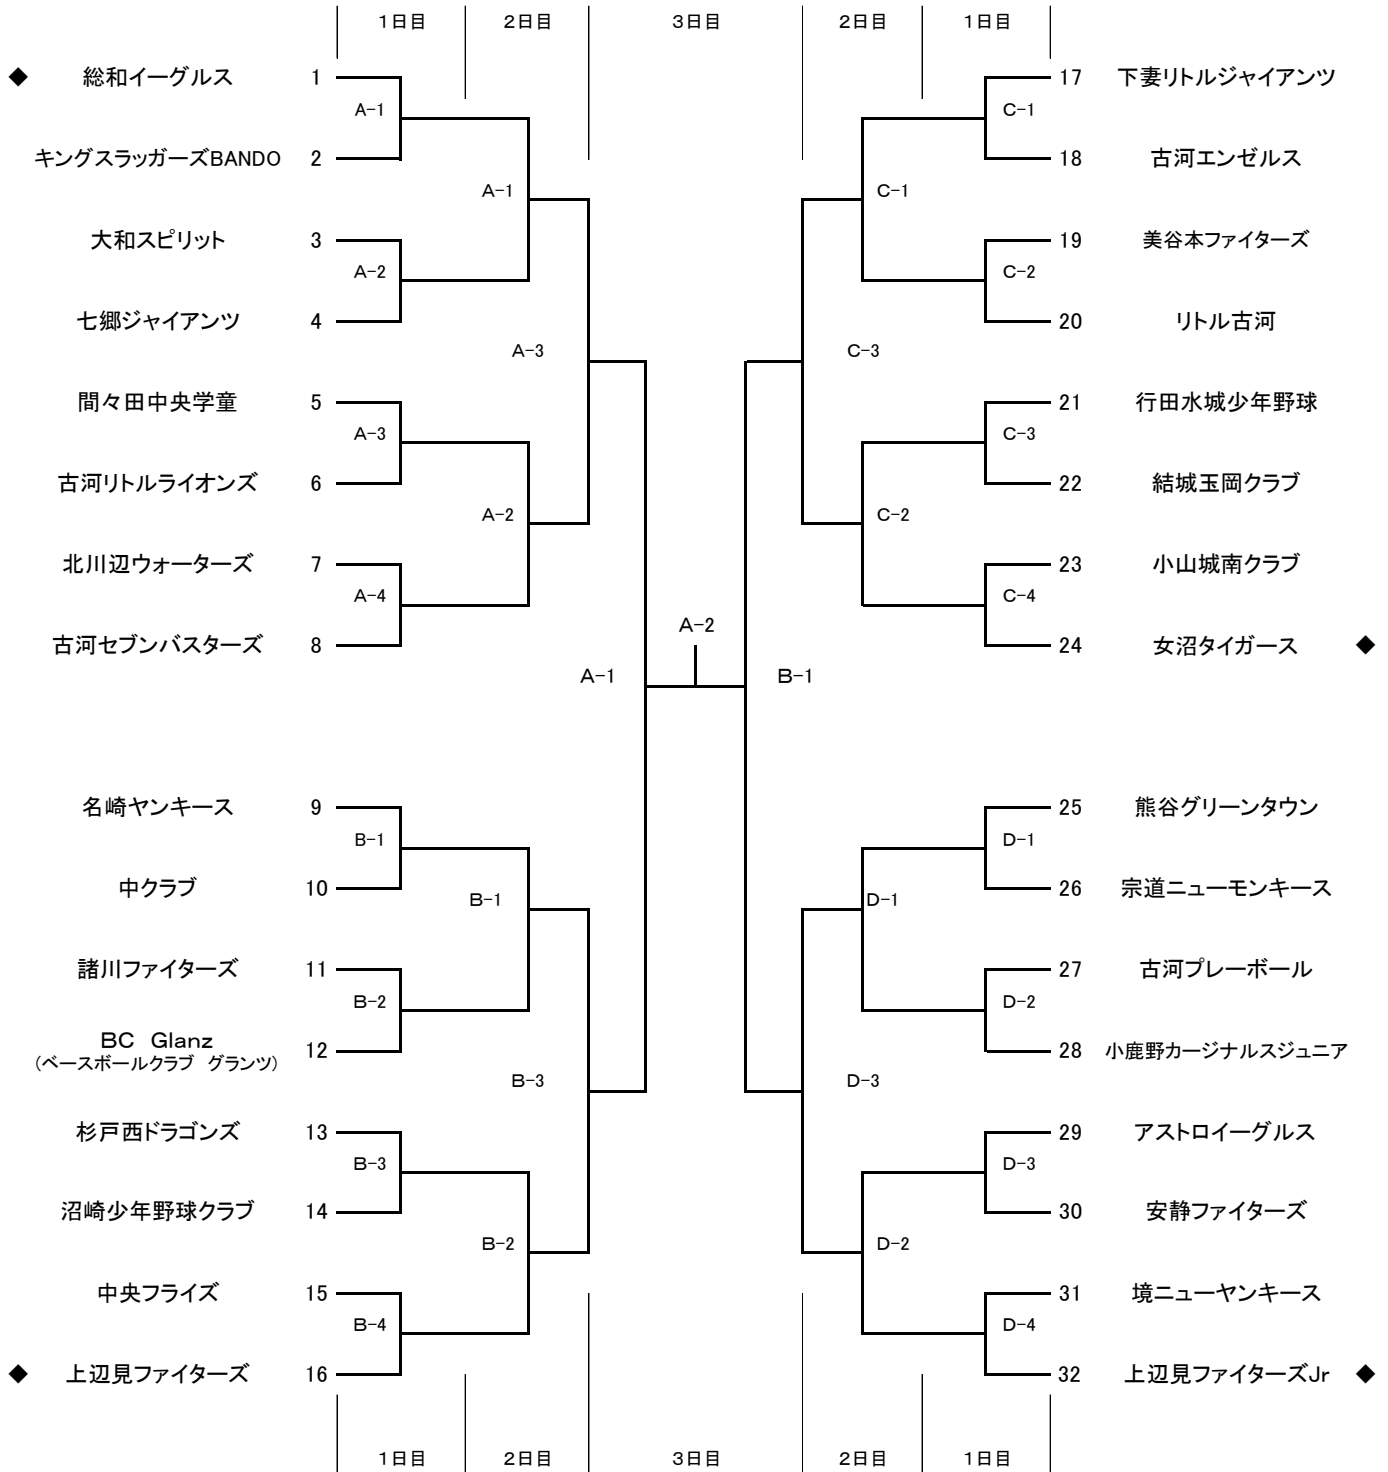 1日目 2日目 3日目 2日目 1日目
◆ 総和イーグルス 1 17 下妻リトルジャイアンツ
A-1 C-1
キングスラッガーズBANDO 2 18 古河エンゼルス
A-1 C-1
大和スピリット 3 19 美谷本ファイターズ
A-2 C-2
七郷ジャイアンツ 4 20 リトル古河
A-3 C-3
間々田中央学童 5 21 行田水城少年野球
A-3 C-3
古河リトルライオンズ 6 22 結城玉岡クラブ
A-2 C-2
北川辺ウォーターズ 7 23 小山城南クラブ
A-4 C-4
A-2
古河セブンバスターズ 8 24 女沼タイガース ◆
A-1 B-1
名崎ヤンキース 9 25 熊谷グリーンタウン
B-1 D-1
中クラブ 10 26 宗道ニューモンキース
B-1 D-1
諸川ファイターズ 11 27 古河プレーボール
B-2 D-2
BC Glanz 12 28 小鹿野カージナルスジュニア
(ベースボールクラブ グランツ)
B-3 D-3
杉戸西ドラゴンズ 13 29 アストロイーグルス
B-3 D-3
沼崎少年野球クラブ 14 30 安静ファイターズ
B-2 D-2
中央フライズ 15 31 境ニューヤンキース
B-4 D-4
◆ 上辺見ファイターズ 16 32 上辺見ファイターズJr ◆
1日目 2日目 3日目 2日目 1日目